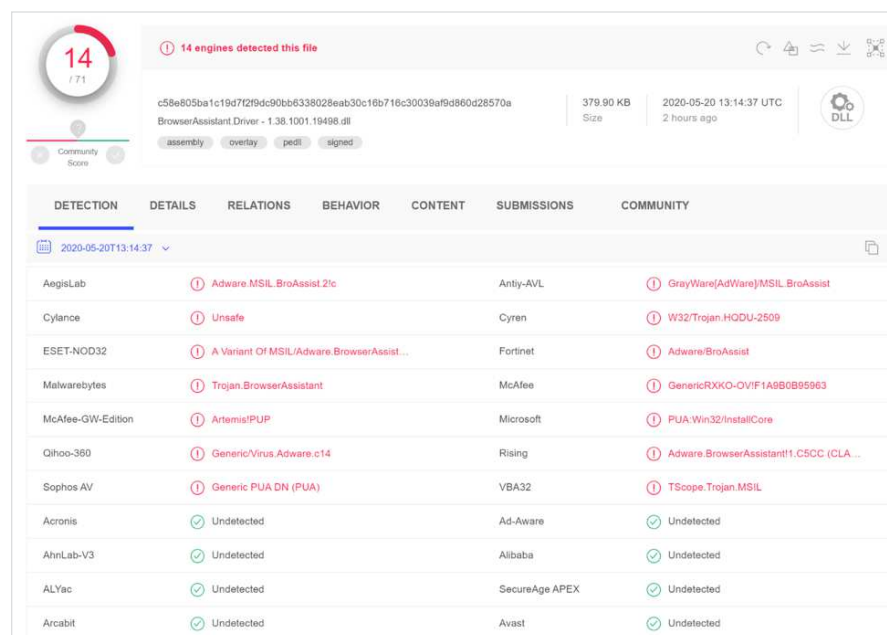 14
/ 71
Community
Score
14 engines detected this file
c58e805ba1c19d7f2f9dc90bb6338028eab30c16b716c30039af9d860d28570a
BrowserAssistant.Driver - 1.38.1001.19498.dll
assembly overlay pedll signed
379.90 KB
Size
2020-05-20 13:14:37 UTC
2 hours ago
DLL
DETECTION DETAILS RELATIONS BEHAVIOR CONTENT SUBMISSIONS COMMUNITY
2020-05-20T13:14:37
AegisLab Adware.MSIL.BroAssist.2!c Antiy-AVL GrayWare[AdWare]/MSIL.BroAssist
Cylance Unsafe Cyren W32/Trojan.HQDU-2509
ESET-NOD32 A Variant Of MSIL/Adware.BrowserAssist... Fortinet Adware/BroAssist
Malwarebytes Trojan.BrowserAssistant McAfee GenericRXKO-OV!F1A9B0B95963
McAfee-GW-Edition Artemis!PUP Microsoft PUA:Win32/InstallCore
Qihoo-360 Generic/Virus.Adware.c14 Rising Adware.BrowserAssistant!1.C5CC (CLA...
Sophos AV Generic PUA DN (PUA) VBA32 TScope.Trojan.MSIL
Acronis Undetected Ad-Aware Undetected
AhnLab-V3 Undetected Alibaba Undetected
ALYac Undetected SecureAge APEX Undetected
Arcabit Undetected Avast Undetected